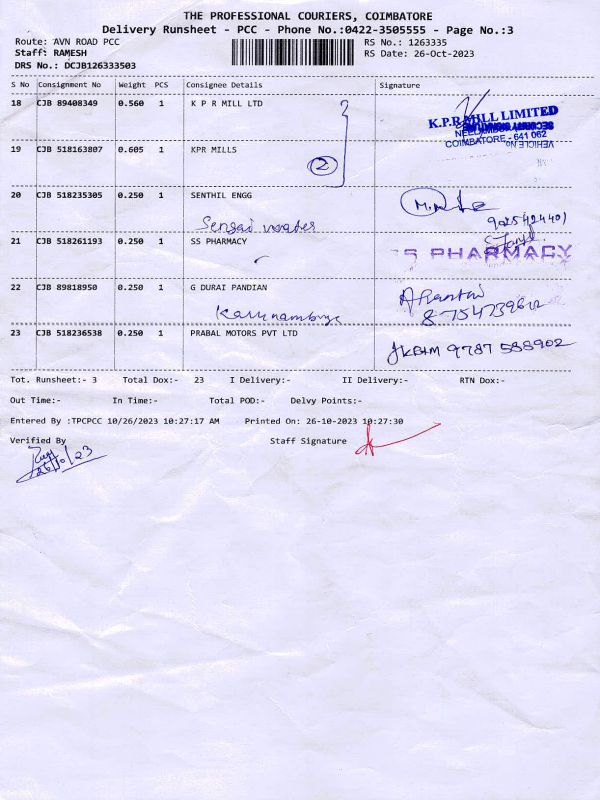 THE PROFESSIONAL COURIERS, COIMBATORE
Delivery Runsheet - PCC - Phone No.:0422-3505555 - Page No.:3
Route: AVN ROAD PCC
RS No.: 1263335
Staff: RAMESH
RS Date: 26-Oct-2023
DRS No.: DCJB126333503
S No Consignment No Weight PCS Consignee Details Signature
18 CJB 89408349 0.560 1 K P R MILL LTD
K.P.R MILL LIMITED
COIMBATORE - 641 062
VEHICLE No
19 CJB 518163807 0.605 1 KPR MILLS
2
20 CJB 518235305 0.250 1 SENTHIL ENGG
9025424401
21 CJB 518261193 0.250 1 SS PHARMACY
S PHARMACY
22 CJB 89818950 0.250 1 G DURAI PANDIAN
23 CJB 518236538 0.250 1 PRABAL MOTORS PVT LTD
9787 588902
Tot. Runsheet:- 3 Total Dox:- 23 I Delivery:- II Delivery:- RTN Dox:-
Out Time:- In Time:- Total POD:- Delvy Points:-
Entered By :TPCPCC 10/26/2023 10:27:17 AM Printed On: 26-10-2023 10:27:30
Verified By Staff Signature
26/10/23